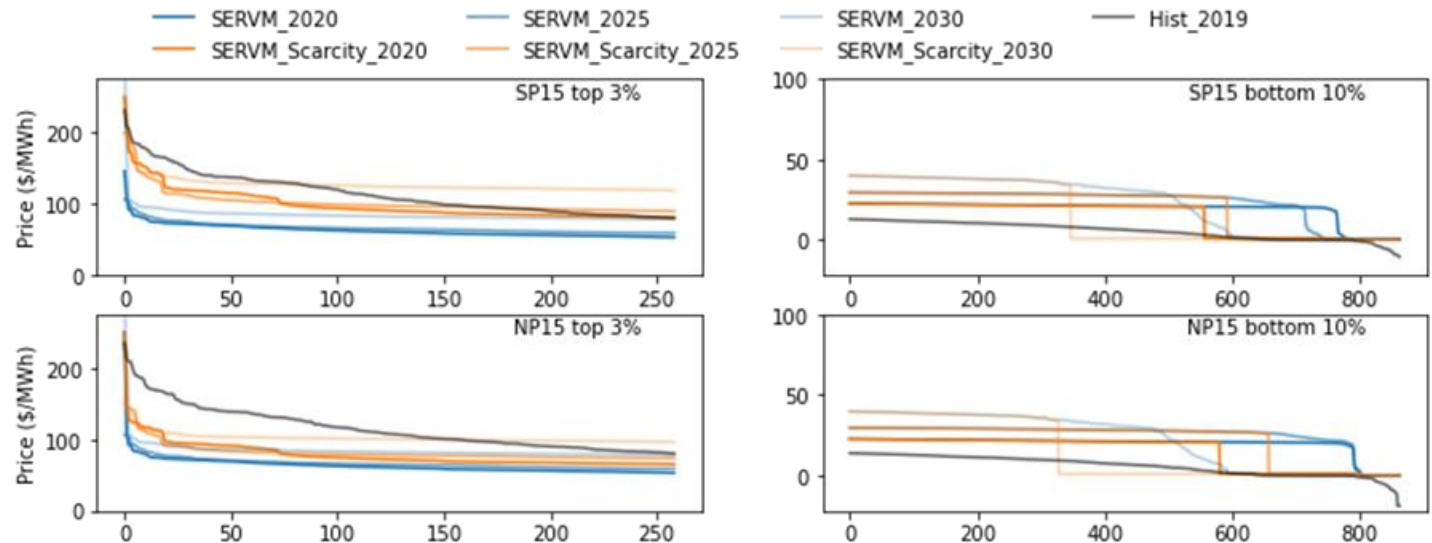 SERVM_2020 SERVM_2025 SERVM_2030 Hist_2019
SERVM_Scarcity_2020 SERVM_Scarcity_2025 SERVM_Scarcity_2030
SP15 top 3%
Price ($/MWh)
200
100
0
0 50 100 150 200 250
SP15 bottom 10%
100
50
0
0 200 400 600 800
NP15 top 3%
Price ($/MWh)
200
100
0
0 50 100 150 200 250
NP15 bottom 10%
100
50
0
0 200 400 600 800